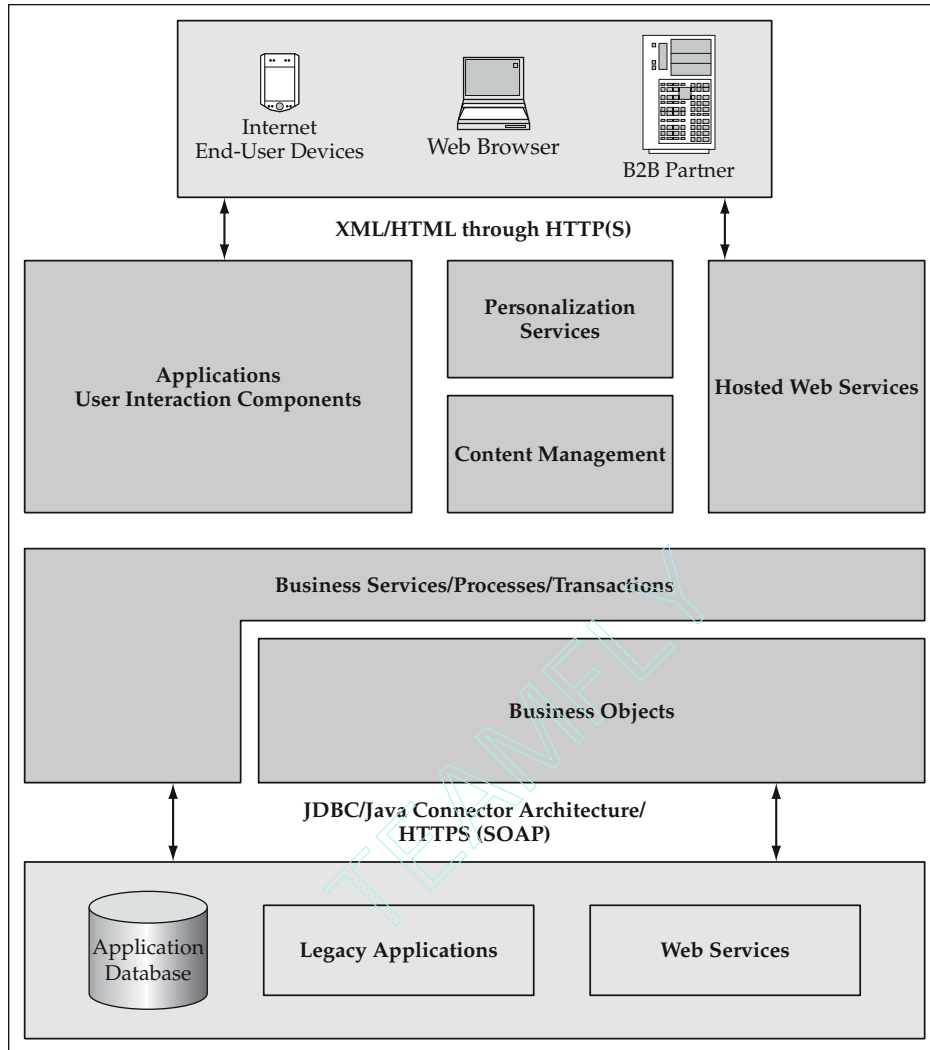 Internet
End-User Devices
Web Browser
B2B Partner
XML/HTML through HTTP(S)
Applications
User Interaction Components
Personalization
Services
Content Management
Hosted Web Services
Business Services/Processes/Transactions
Business Objects
TEAMFLY
JDBC/Java Connector Architecture/
HTTPS (SOAP)
Application
Database
Legacy Applications
Web Services